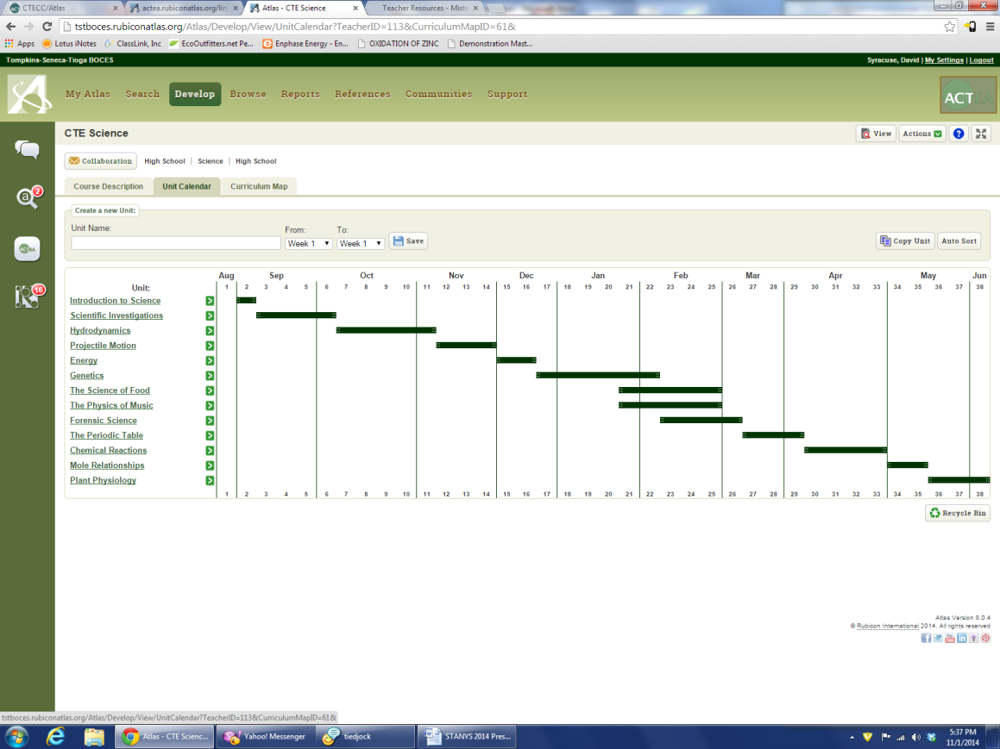 CTECC/Atlas
actea.rubiconatlas.org/lin
Atlas - CTE Science
Teacher Resources - Miste
tstboces.rubiconatlas.org/Atlas/Develop/View/UnitCalendar?TeacherID=113&CurriculumMapID=61&
Apps Lotus iNotes ClassLink, Inc EcoOutfitters.net Pe... Enphase Energy - En... OXIDATION OF ZINC Demonstration Mast...
Tompkins-Seneca-Tioga BOCES Syracuse, David | My Settings | Logout
My Atlas Search Develop Browse Reports References Communities Support
ACTEA
CTE Science View Actions ?
Collaboration High School | Science | High School
2
Course Description Unit Calendar Curriculum Map
Create a new Unit:
Unit Name: From: To:
Week 1 Week 1 Save Copy Unit Auto Sort
ACTEA
Aug Sep Oct Nov Dec Jan Feb Mar Apr May Jun
Unit: 1 2 3 4 5 6 7 8 9 10 11 12 13 14 15 16 17 18 19 20 21 22 23 24 25 26 27 28 29 30 31 32 33 34 35 36 37 38
16
Introduction to Science
Scientific Investigations
Hydrodynamics
Projectile Motion
Energy
Genetics
The Science of Food
The Physics of Music
Forensic Science
The Periodic Table
Chemical Reactions
Mole Relationships
Plant Physiology
1 2 3 4 5 6 7 8 9 10 11 12 13 14 15 16 17 18 19 20 21 22 23 24 25 26 27 28 29 30 31 32 33 34 35 36 37 38
Recycle Bin
Atlas Version 8.0.4
© Rubicon International 2014. All rights reserved
tstboces.rubiconatlas.org/Atlas/Develop/View/UnitCalendar?TeacherID=113&CurriculumMapID=61&
Atlas - CTE Scienc... Yahoo! Messenger tiedjock STANYS 2014 Pres... 5:37 PM
11/1/2014